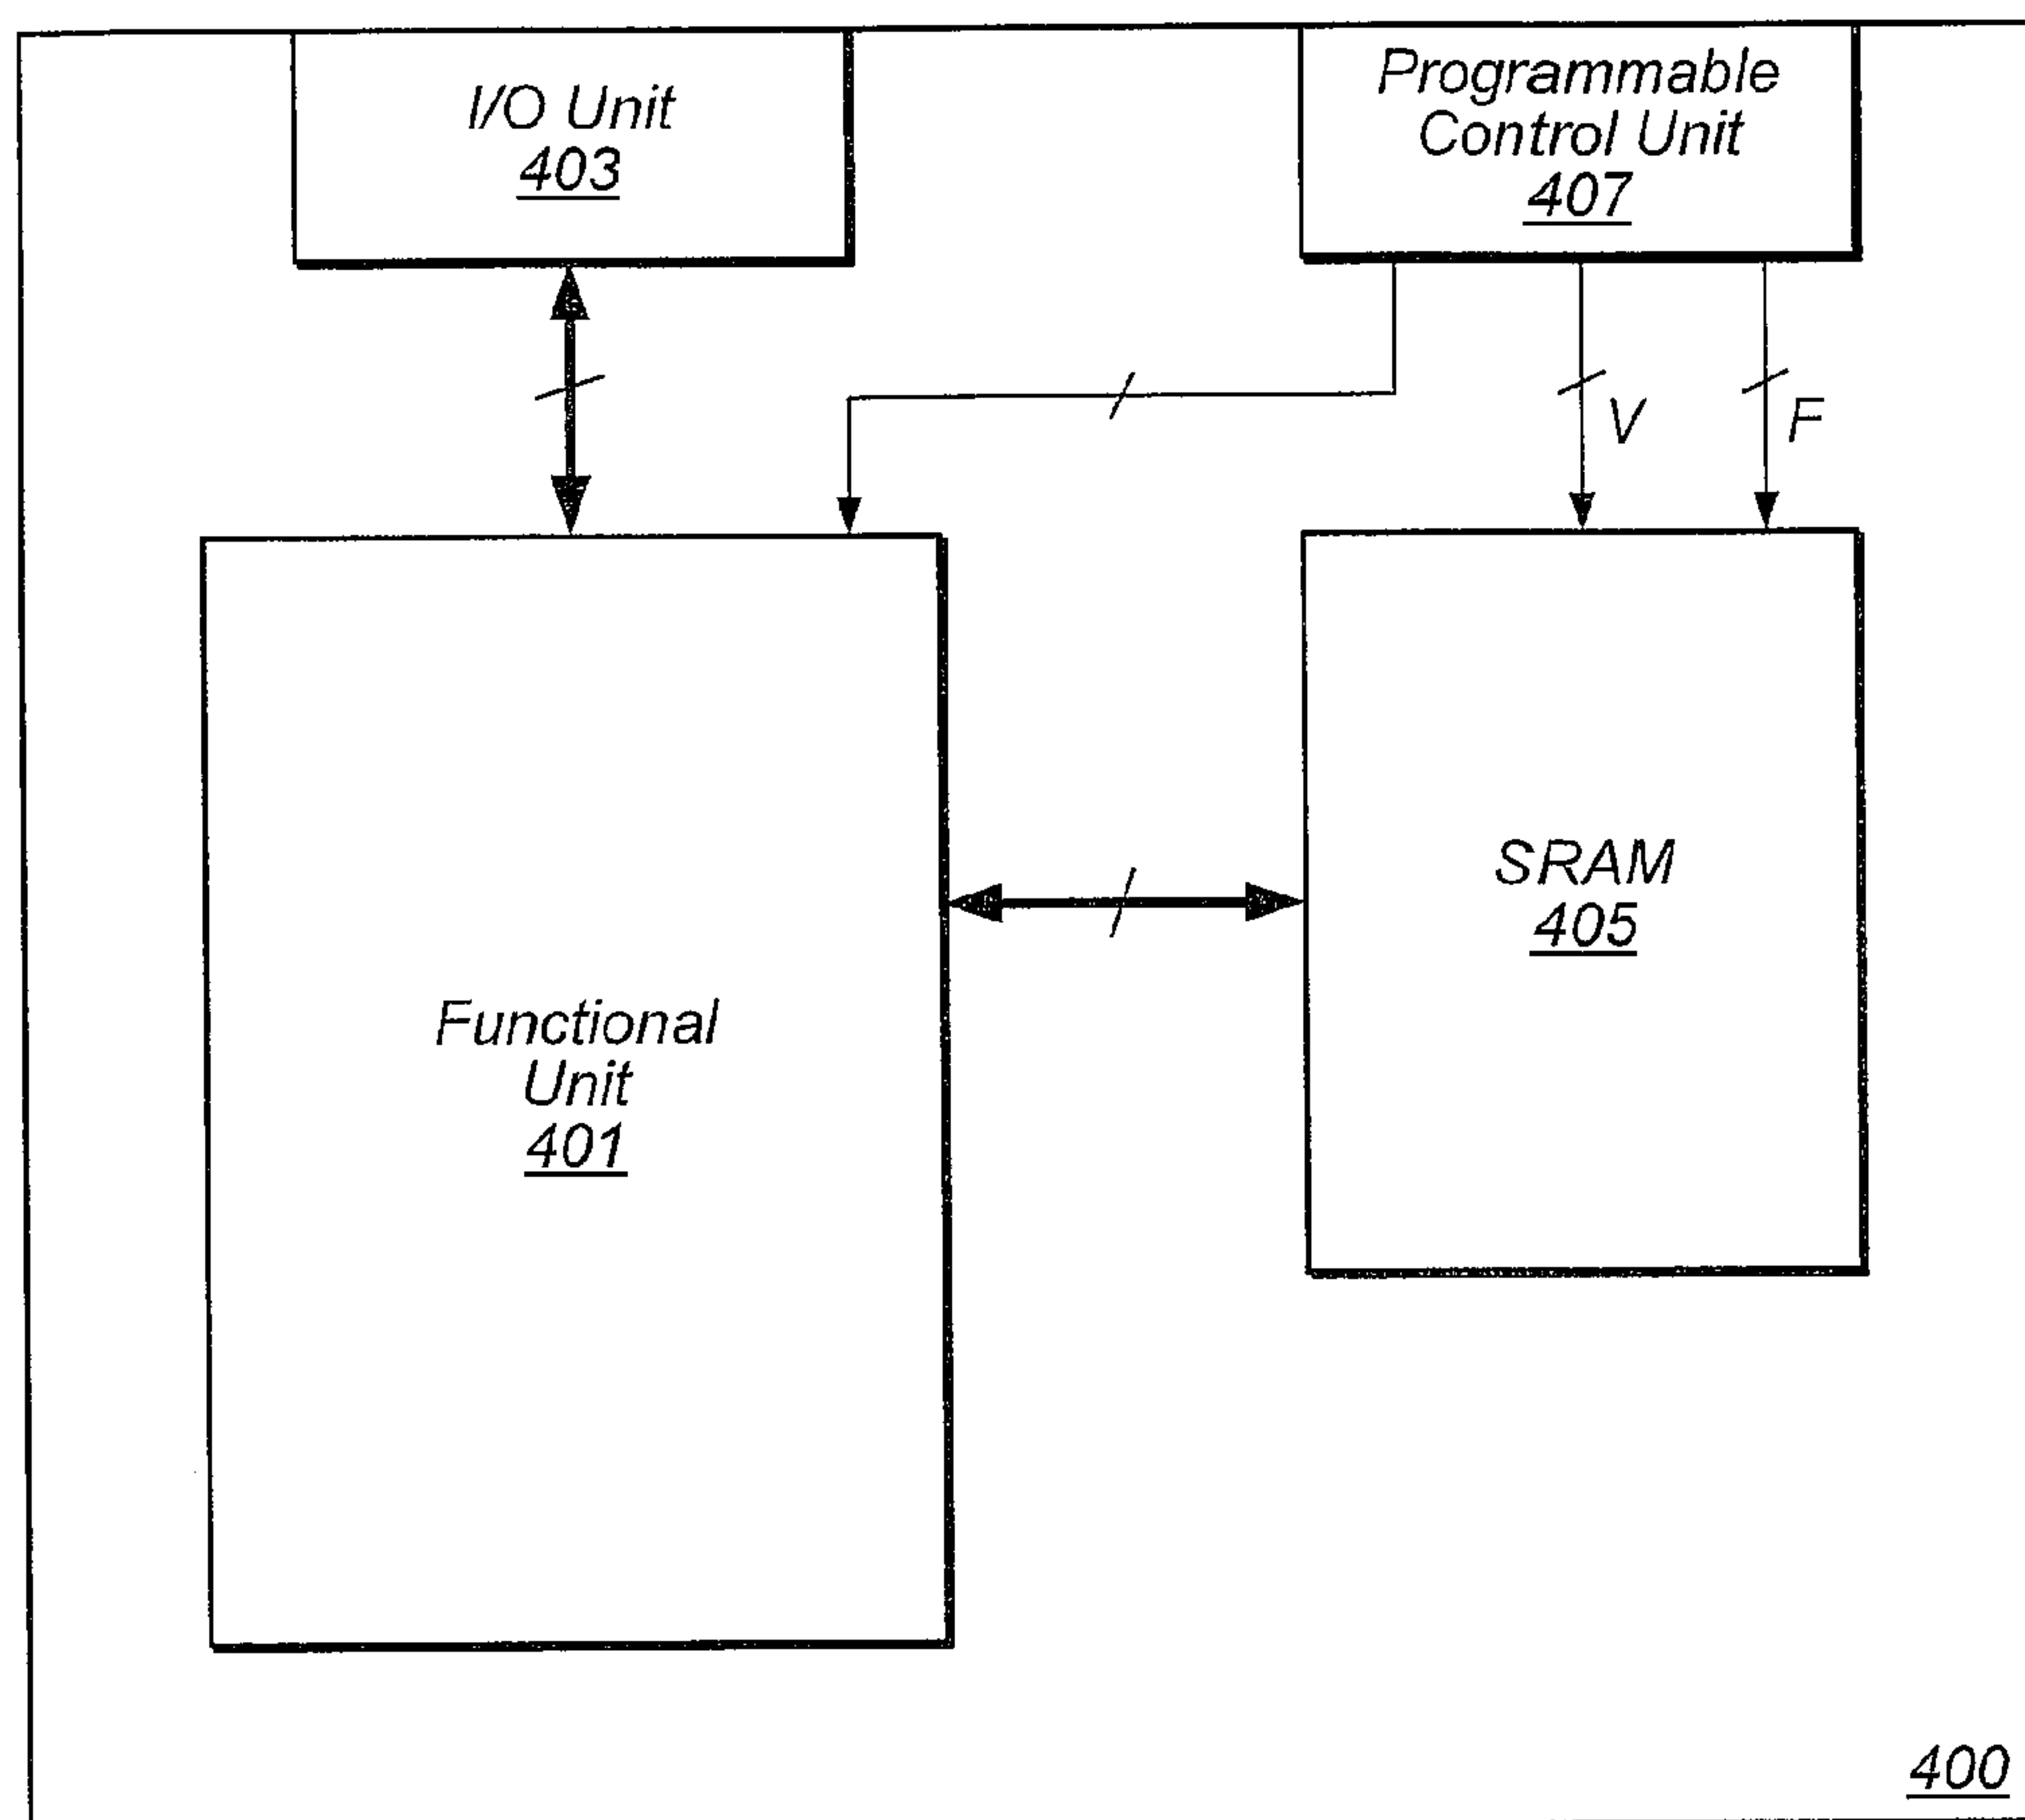 I/O Unit
403
Programmable
Control Unit
407
V
F
SRAM
405
Functional
Unit
401
400